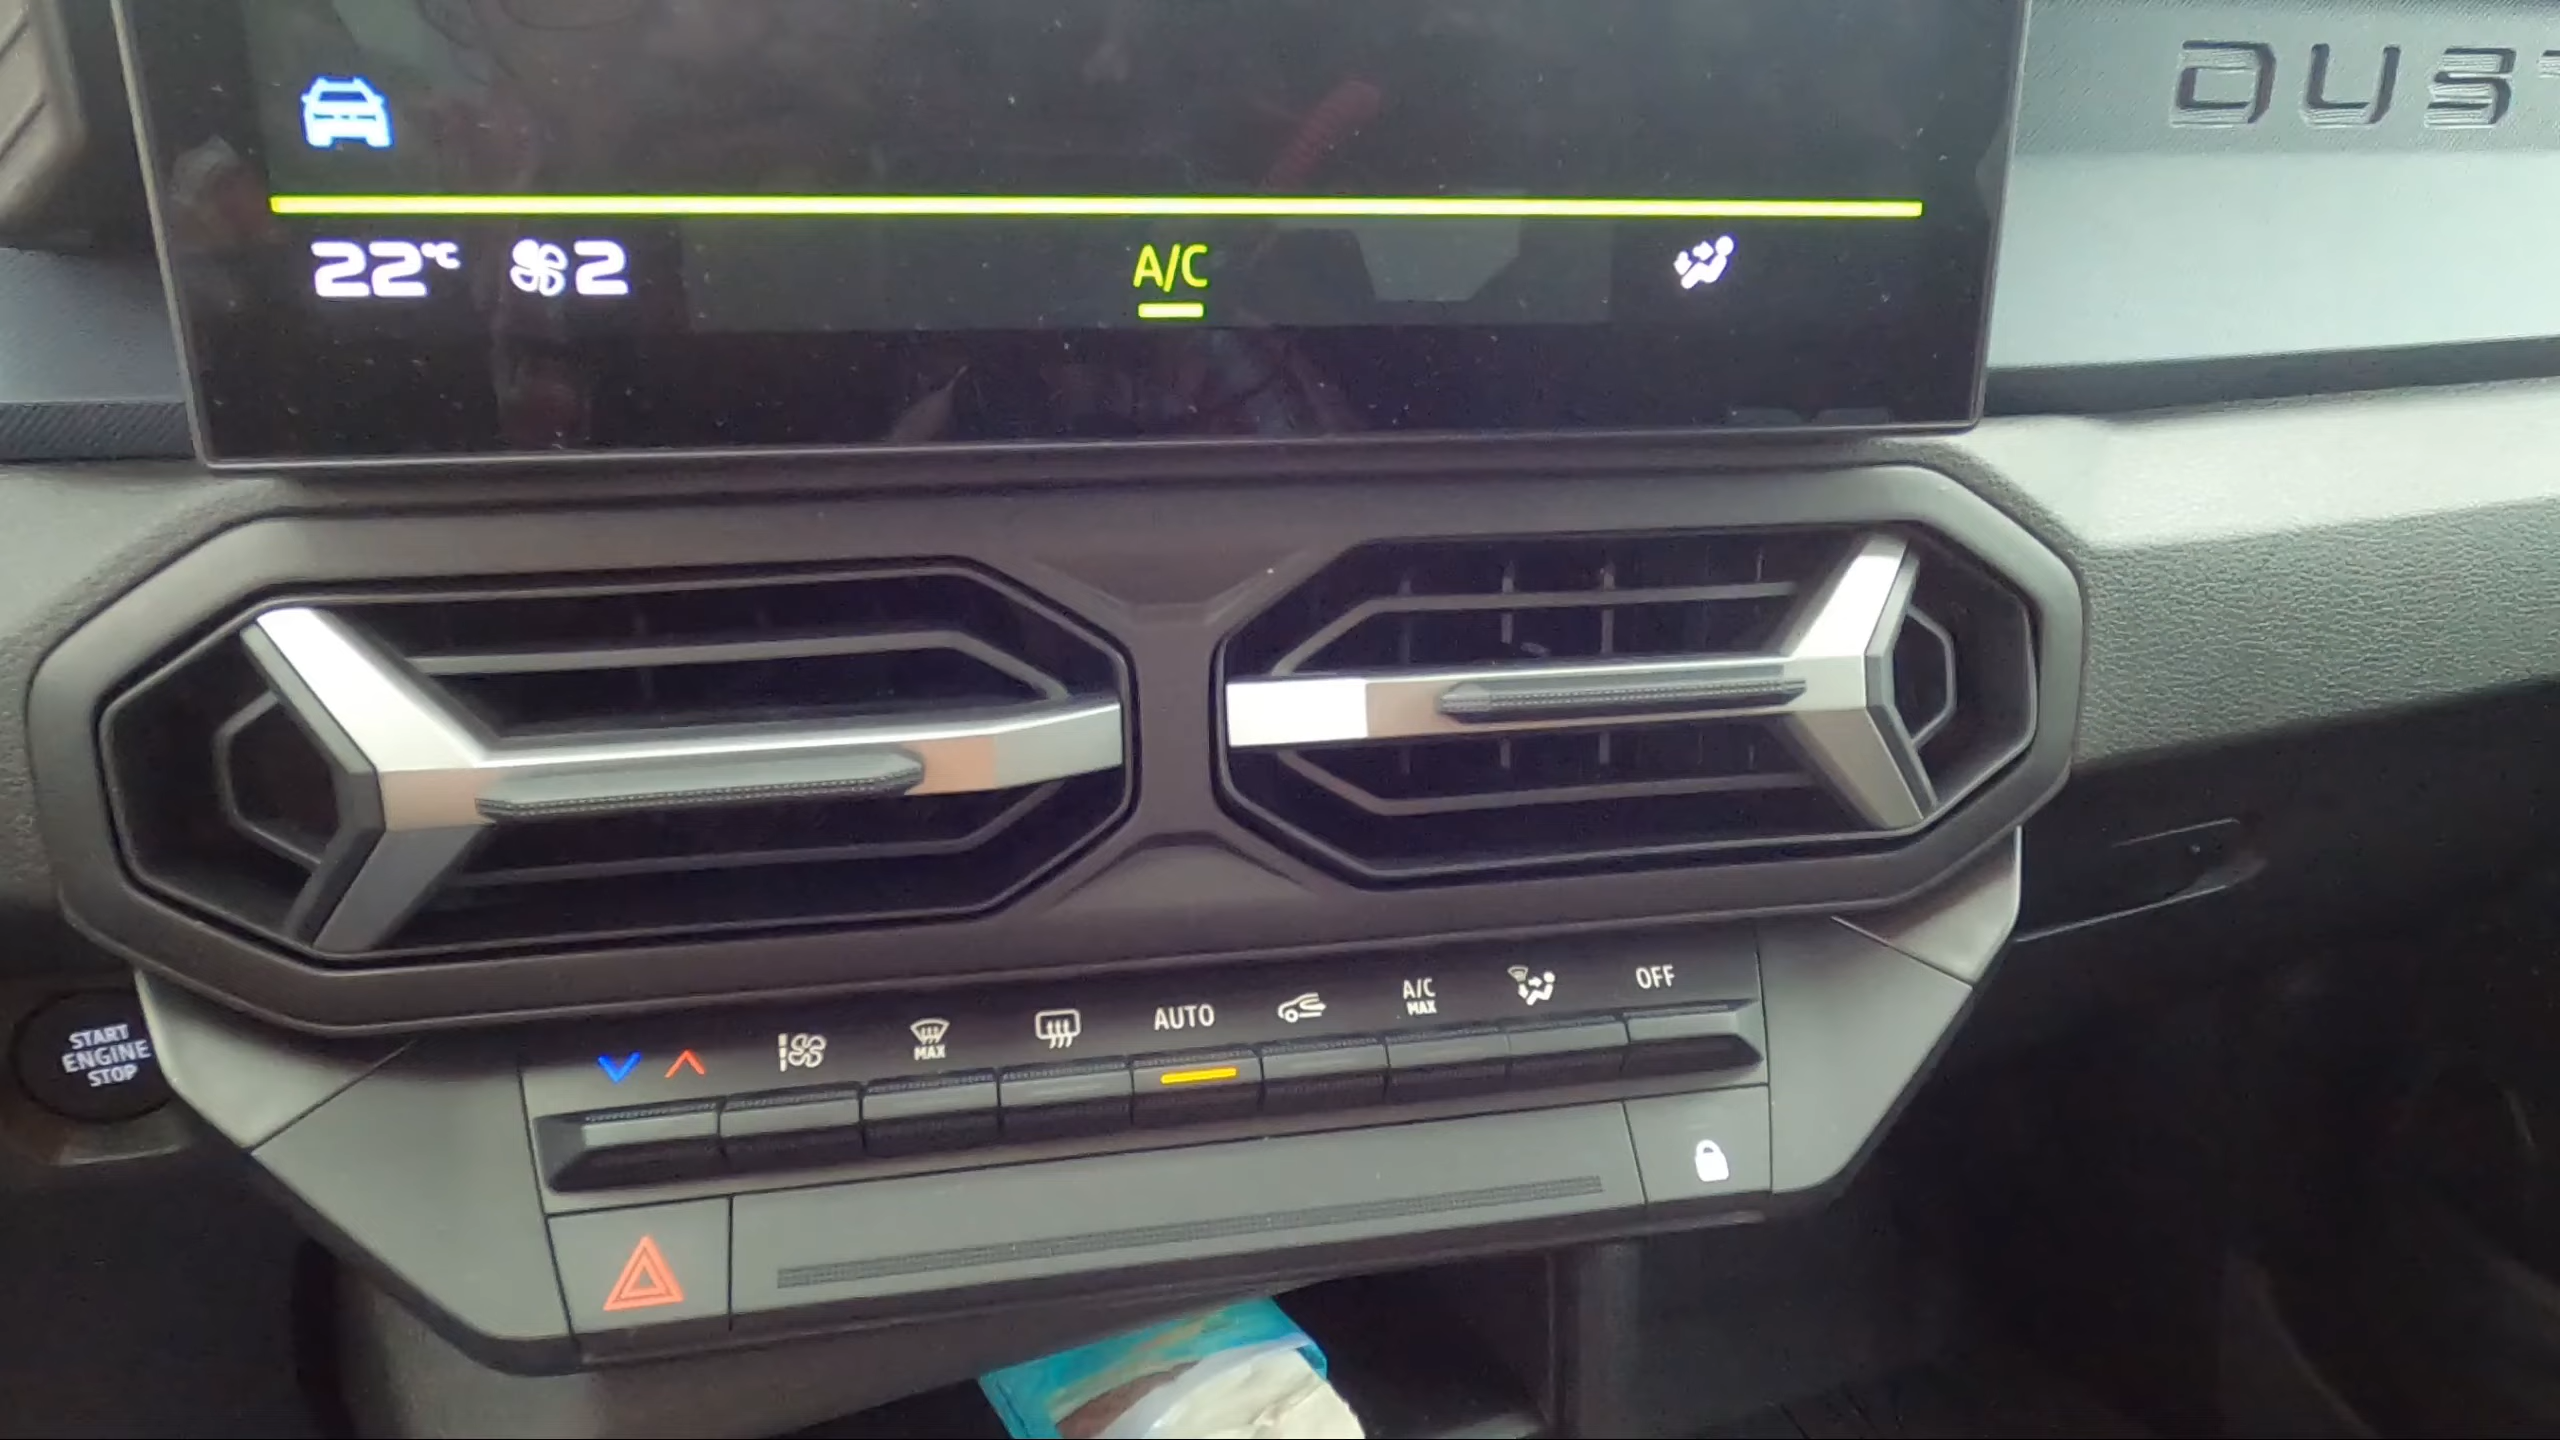 DUST
22°C 2 A/C
START
ENGINE
STOP
MAX
AUTO
A/C
MAX
OFF